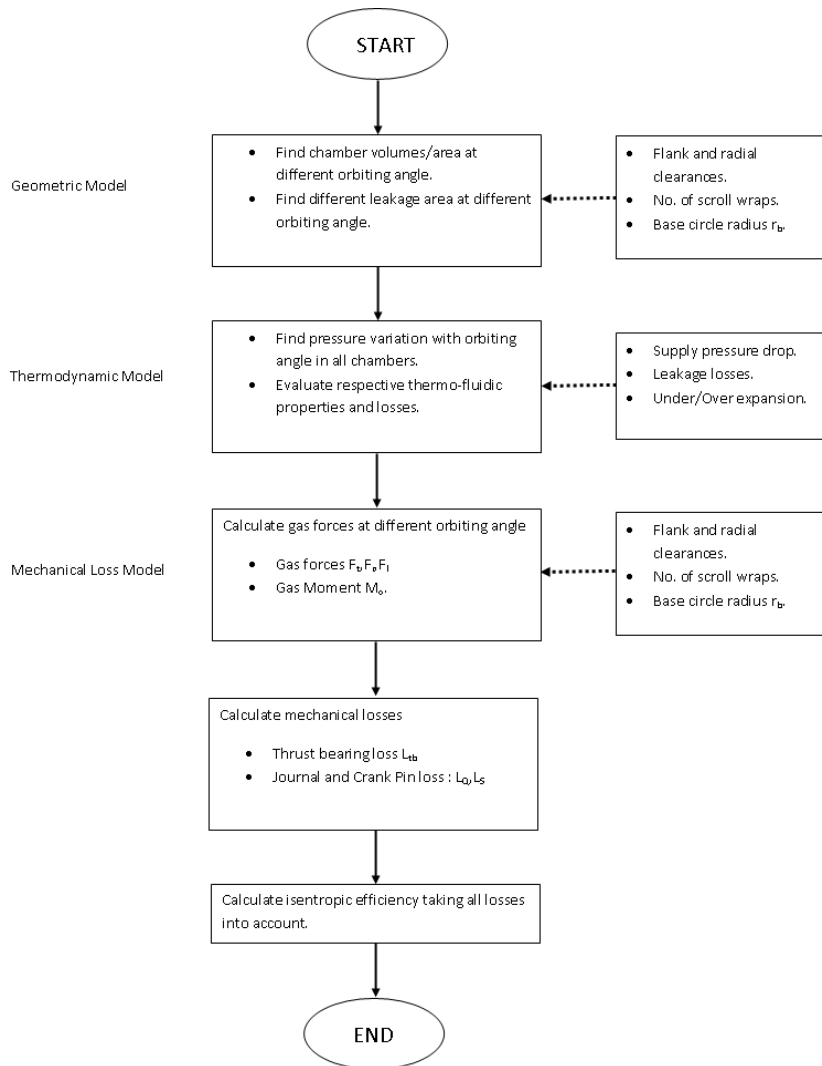 START
Geometric Model
• Find chamber volumes/area at
different orbiting angle.
• Find different leakage area at different
orbiting angle.
• Flank and radial
clearances.
• No. of scroll wraps.
• Base circle radius rb.
Thermodynamic Model
• Find pressure variation with orbiting
angle in all chambers.
• Evaluate respective thermo-fluidic
properties and losses.
• Supply pressure drop.
• Leakage losses.
• Under/Over expansion.
Mechanical Loss Model
Calculate gas forces at different orbiting angle
• Gas forces Ft,Fr,Fl
• Gas Moment Mo.
• Flank and radial
clearances.
• No. of scroll wraps.
• Base circle radius rb.
Calculate mechanical losses
• Thrust bearing loss Ltb
• Journal and Crank Pin loss : LQ,LS
Calculate isentropic efficiency taking all losses
into account.
END